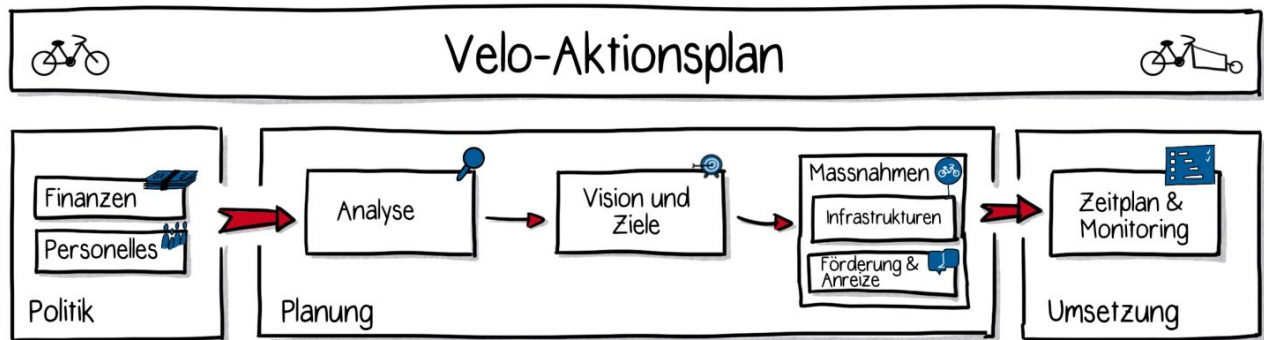 Velo-Aktionsplan
Finanzen
Personelles
Politik
Analyse
Vision und
Ziele
Massnahmen
Infrastrukturen
Förderung &
Anreize
Planung
Zeitplan &
Monitoring
Umsetzung